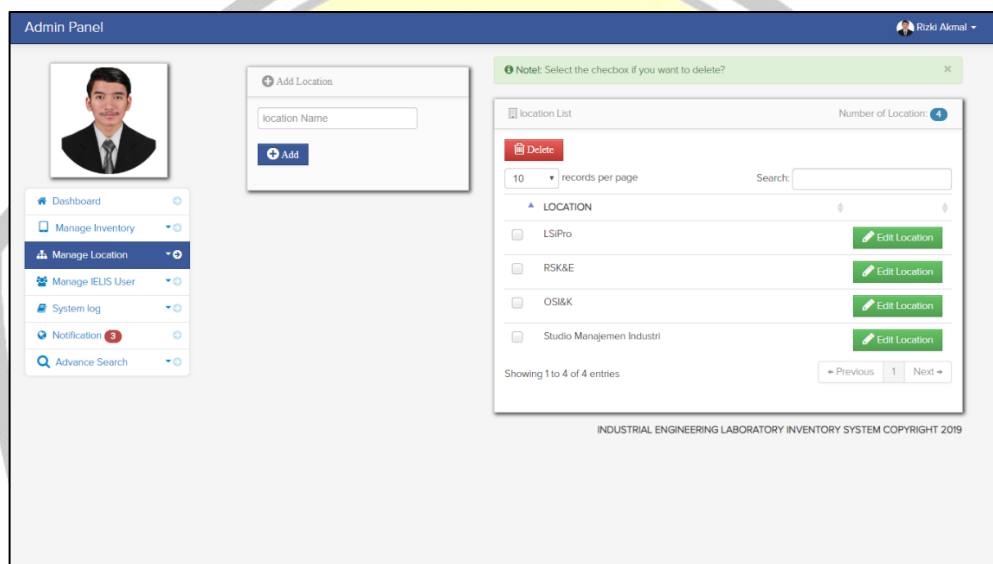 Admin Panel
Rizki Akmal
Dashboard
Manage Inventory
Manage Location
Manage IELIS User
System log
Notification 3
Advance Search
Add Location
location Name
Add
Note!: Select the checbox if you want to delete?
location List
Number of Location: 4
Delete
10 records per page
Search:
LOCATION
LSiPro Edit Location
RSK&E Edit Location
OSI&K Edit Location
Studio Manajemen Industri Edit Location
Showing 1 to 4 of 4 entries
← Previous 1 Next →
INDUSTRIAL ENGINEERING LABORATORY INVENTORY SYSTEM COPYRIGHT 2019